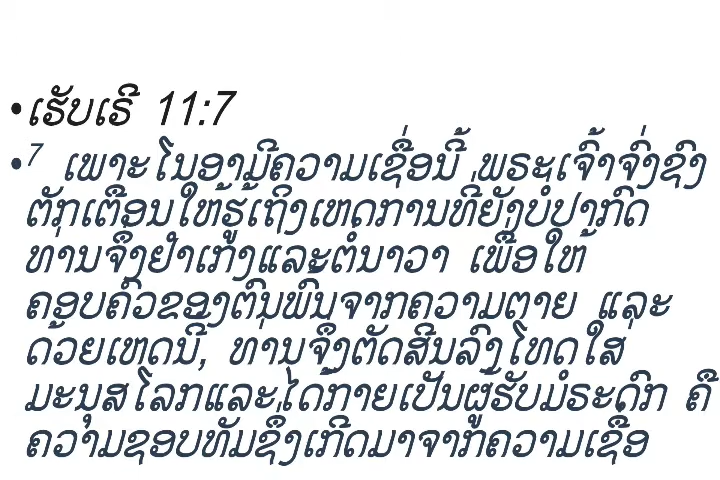 •ເຮັບເຣີ 11:7
•7 ເພາະໂນອາມີຄວາມເຊື່ອນີ້ ພຣະເຈົ້າຈຶ່ງຊົງ
ຕັກເຕືອນໃຫ້ຮູ້ເຖິງເຫດການທີ່ຍັງບໍ່ປາກົດ
ທ່ານຈຶ່ງຢຳເກງແລະຕໍ່ນາວາ ເພື່ອໃຫ້
ຄອບຄົວຂອງຕົນພົ້ນຈາກຄວາມຕາຍ ແລະ
ດ້ວຍເຫດນີ້, ທ່ານຈຶ່ງຕັດສິນລົງໂທດໃສ່
ມະນຸສໂລກແລະໄດ້ກາຍເປັນຜູ້ຮັບມໍຣະດົກ ຄື
ຄວາມຊອບທັມຊຶ່ງເກີດມາຈາກຄວາມເຊື່ອ